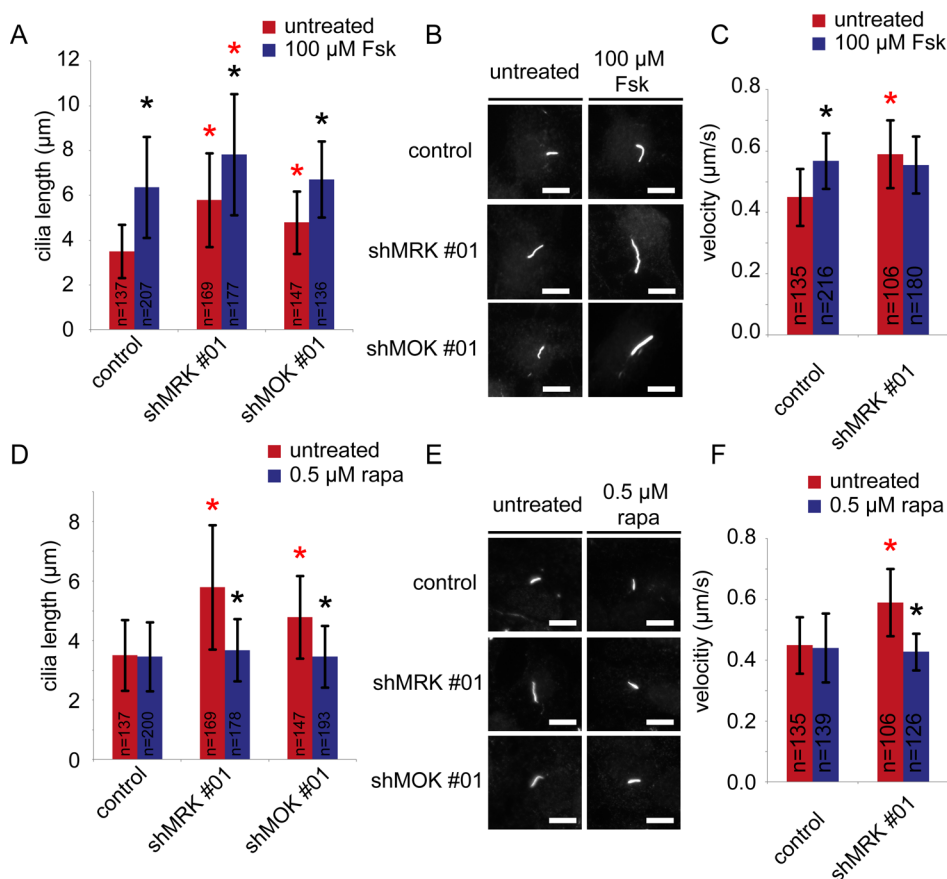 A
untreated
100 µM Fsk
cilia length (µm)
12
10
8
6
4
2
0
*
*
*
*
*
*
n=137
n=207
n=169
n=177
n=147
n=136
control
shMRK #01
shMOK #01
B
untreated
100 µM
Fsk
control
shMRK #01
shMOK #01
C
untreated
100 µM Fsk
velocity (µm/s)
0.8
0.6
0.4
0.2
0.0
*
*
n=135
n=216
n=106
n=180
control
shMRK #01
D
untreated
0.5 µM rapa
cilia length (µm)
8
6
4
2
0
*
*
*
*
n=137
n=200
n=169
n=178
n=147
n=193
control
shMRK #01
shMOK #01
E
untreated
0.5 µM
rapa
control
shMRK #01
shMOK #01
F
untreated
0.5 µM rapa
velocitiy (µm/s)
0.8
0.6
0.4
0.2
0.0
*
*
n=135
n=139
n=106
n=126
control
shMRK #01